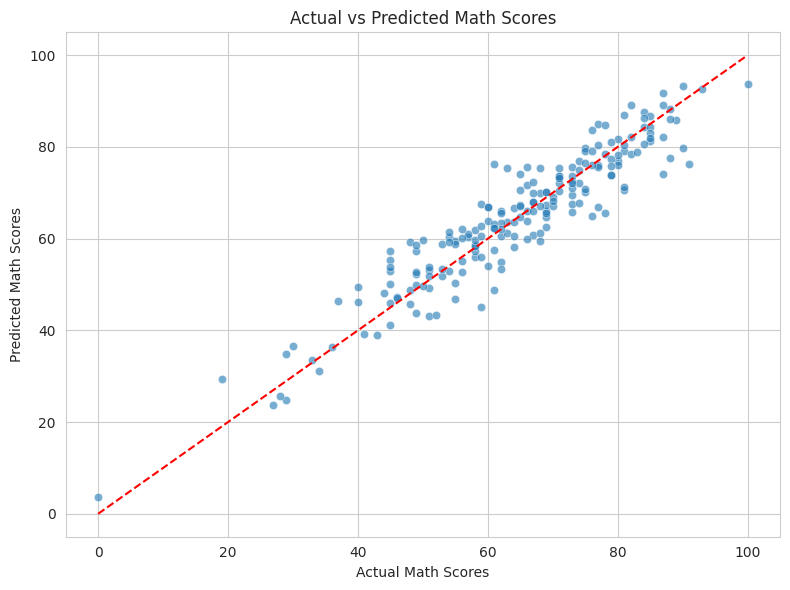 Actual vs Predicted Math Scores
Predicted Math Scores
100
80
60
40
20
0
0 20 40 60 80 100
Actual Math Scores